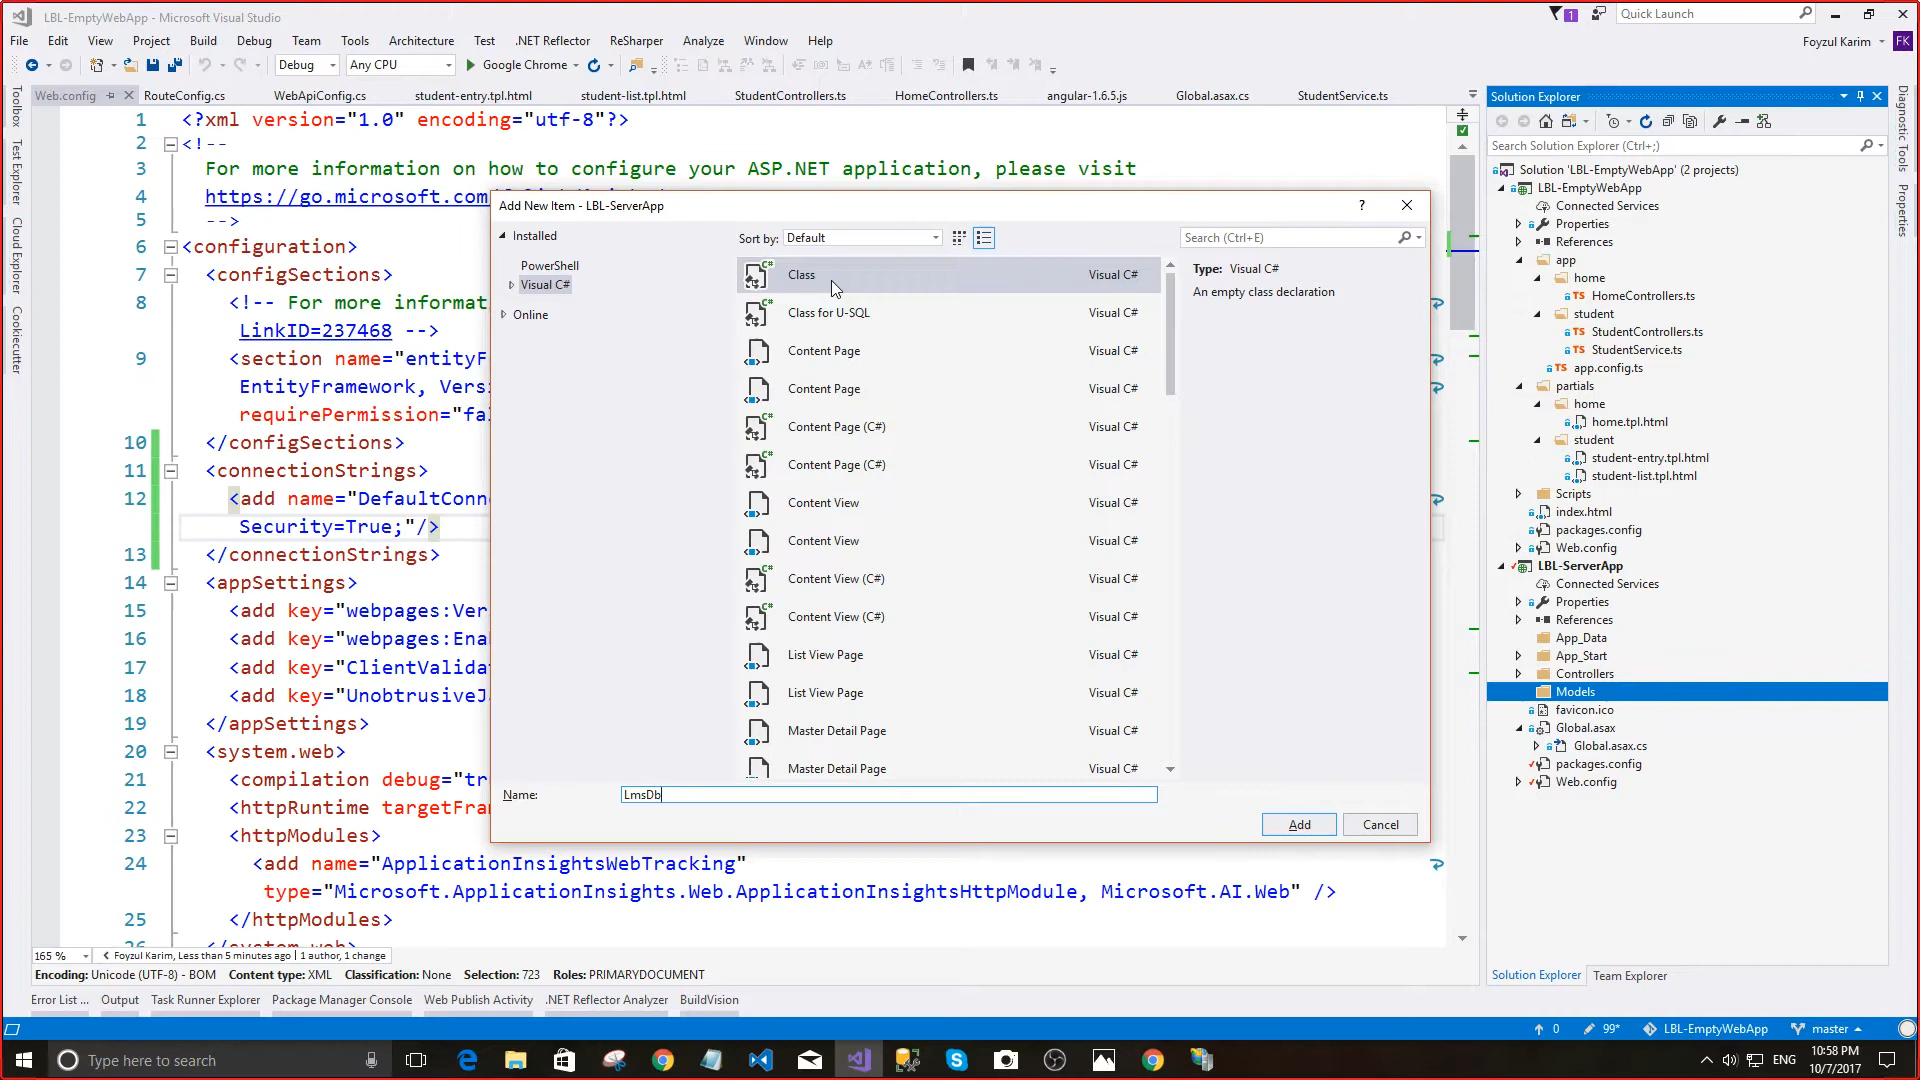 LBL-EmptyWebApp - Microsoft Visual Studio
1
Quick Launch
File Edit View Project Build Debug Team Tools Architecture Test .NET Reflector ReSharper Analyze Window Help
Foyzul Karim
FK
Debug
Any CPU
Google Chrome
Web.config
RouteConfig.cs
WebApiConfig.cs
student-entry.tpl.html
student-list.tpl.html
StudentControllers.ts
HomeControllers.ts
angular-1.6.5.js
Global.asax.cs
StudentService.ts
Toolbox
Test Explorer
Cloud Explorer
Cookiecutter
1 <?xml version="1.0" encoding="utf-8"?>
2 <!--
3 For more information on how to configure your ASP.NET application, please visit
4 https://go.microsoft.com
5 -->
6 <configuration>
7 <configSections>
8 <!-- For more informat
LinkID=237468 -->
9 <section name="entityF
EntityFramework, Versi
requirePermission="fal
10 </configSections>
11 <connectionStrings>
12 <add name="DefaultConne
Security=True;"/>
13 </connectionStrings>
14 <appSettings>
15 <add key="webpages:Ver
16 <add key="webpages:Ena
17 <add key="ClientValida
18 <add key="UnobtrusiveJ
19 </appSettings>
20 <system.web>
21 <compilation debug="tr
22 <httpRuntime targetFra
23 <httpModules>
24 <add name="ApplicationInsightsWebTracking"
type="Microsoft.ApplicationInsights.Web.ApplicationInsightsHttpModule, Microsoft.AI.Web" />
25 </httpModules>
26 </system.web>
Add New Item - LBL-ServerApp
?
Installed
PowerShell
Visual C#
Online
Sort by: Default
Search (Ctrl+E)
Class Visual C#
Class for U-SQL Visual C#
Content Page Visual C#
Content Page Visual C#
Content Page (C#) Visual C#
Content Page (C#) Visual C#
Content View Visual C#
Content View Visual C#
Content View (C#) Visual C#
Content View (C#) Visual C#
List View Page Visual C#
List View Page Visual C#
Master Detail Page Visual C#
Master Detail Page Visual C#
Type: Visual C#
An empty class declaration
Name: LmsDb
Add
Cancel
Solution Explorer
Search Solution Explorer (Ctrl+;)
Solution 'LBL-EmptyWebApp' (2 projects)
LBL-EmptyWebApp
Connected Services
Properties
References
app
home
HomeControllers.ts
student
StudentControllers.ts
StudentService.ts
app.config.ts
partials
home
home.tpl.html
student
student-entry.tpl.html
student-list.tpl.html
Scripts
index.html
packages.config
Web.config
LBL-ServerApp
Connected Services
Properties
References
App_Data
App_Start
Controllers
Models
favicon.ico
Global.asax
Global.asax.cs
packages.config
Web.config
Solution Explorer
Team Explorer
Diagnostic Tools
Properties
165 %
Foyzul Karim, Less than 5 minutes ago | 1 author, 1 change
Encoding: Unicode (UTF-8) - BOM Content type: XML Classification: None Selection: 723 Roles: PRIMARYDOCUMENT
Error List ... Output Task Runner Explorer Package Manager Console Web Publish Activity .NET Reflector Analyzer BuildVision
0
99*
LBL-EmptyWebApp
master
Type here to search
ENG
10:58 PM
10/7/2017